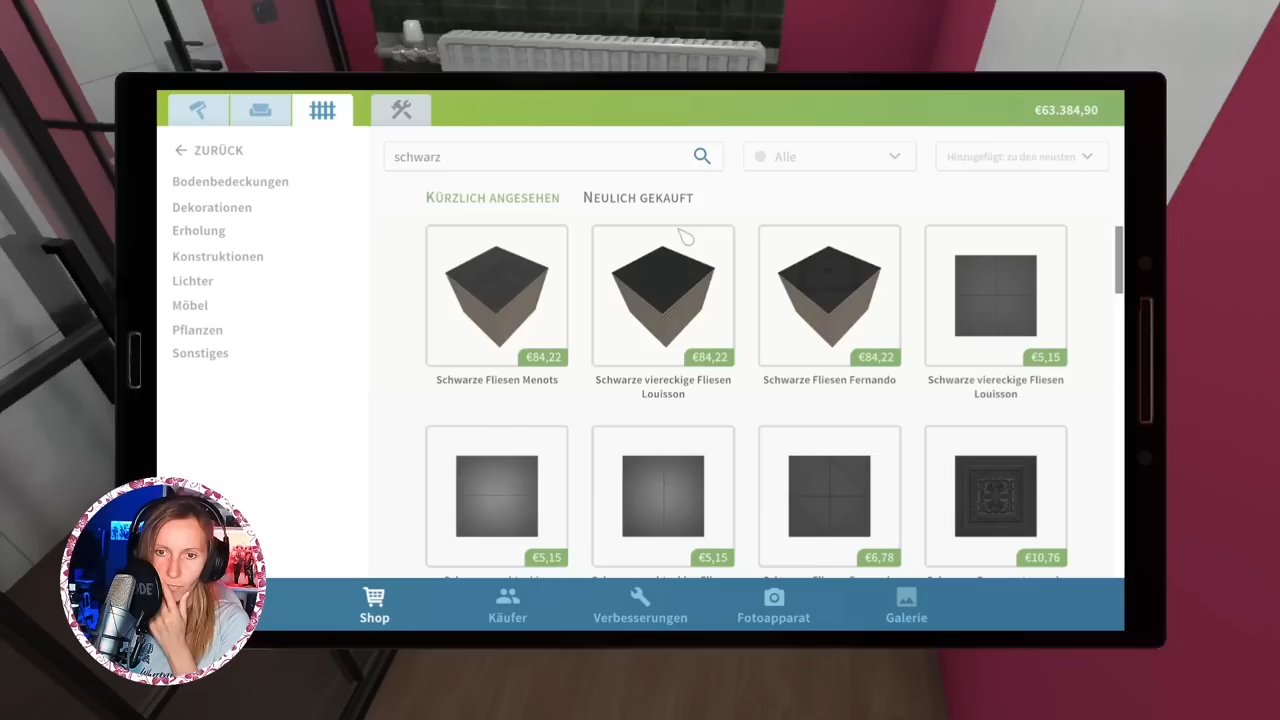 €63.384,90
ZURÜCK
schwarz
Alle
Hinzugefügt: zu den neusten
Bodenbedeckungen
Dekorationen
Erholung
Konstruktionen
Lichter
Möbel
Pflanzen
Sonstiges
KÜRZLICH ANGESEHEN
NEULICH GEKAUFT
€84,22
€84,22
€84,22
€5,15
Schwarze Fliesen Menots
Schwarze viereckige Fliesen
Louisson
Schwarze Fliesen Fernando
Schwarze viereckige Fliesen
Louisson
€5,15
€5,15
€6,78
€10,76
Shop
Käufer
Verbesserungen
Fotoapparat
Galerie